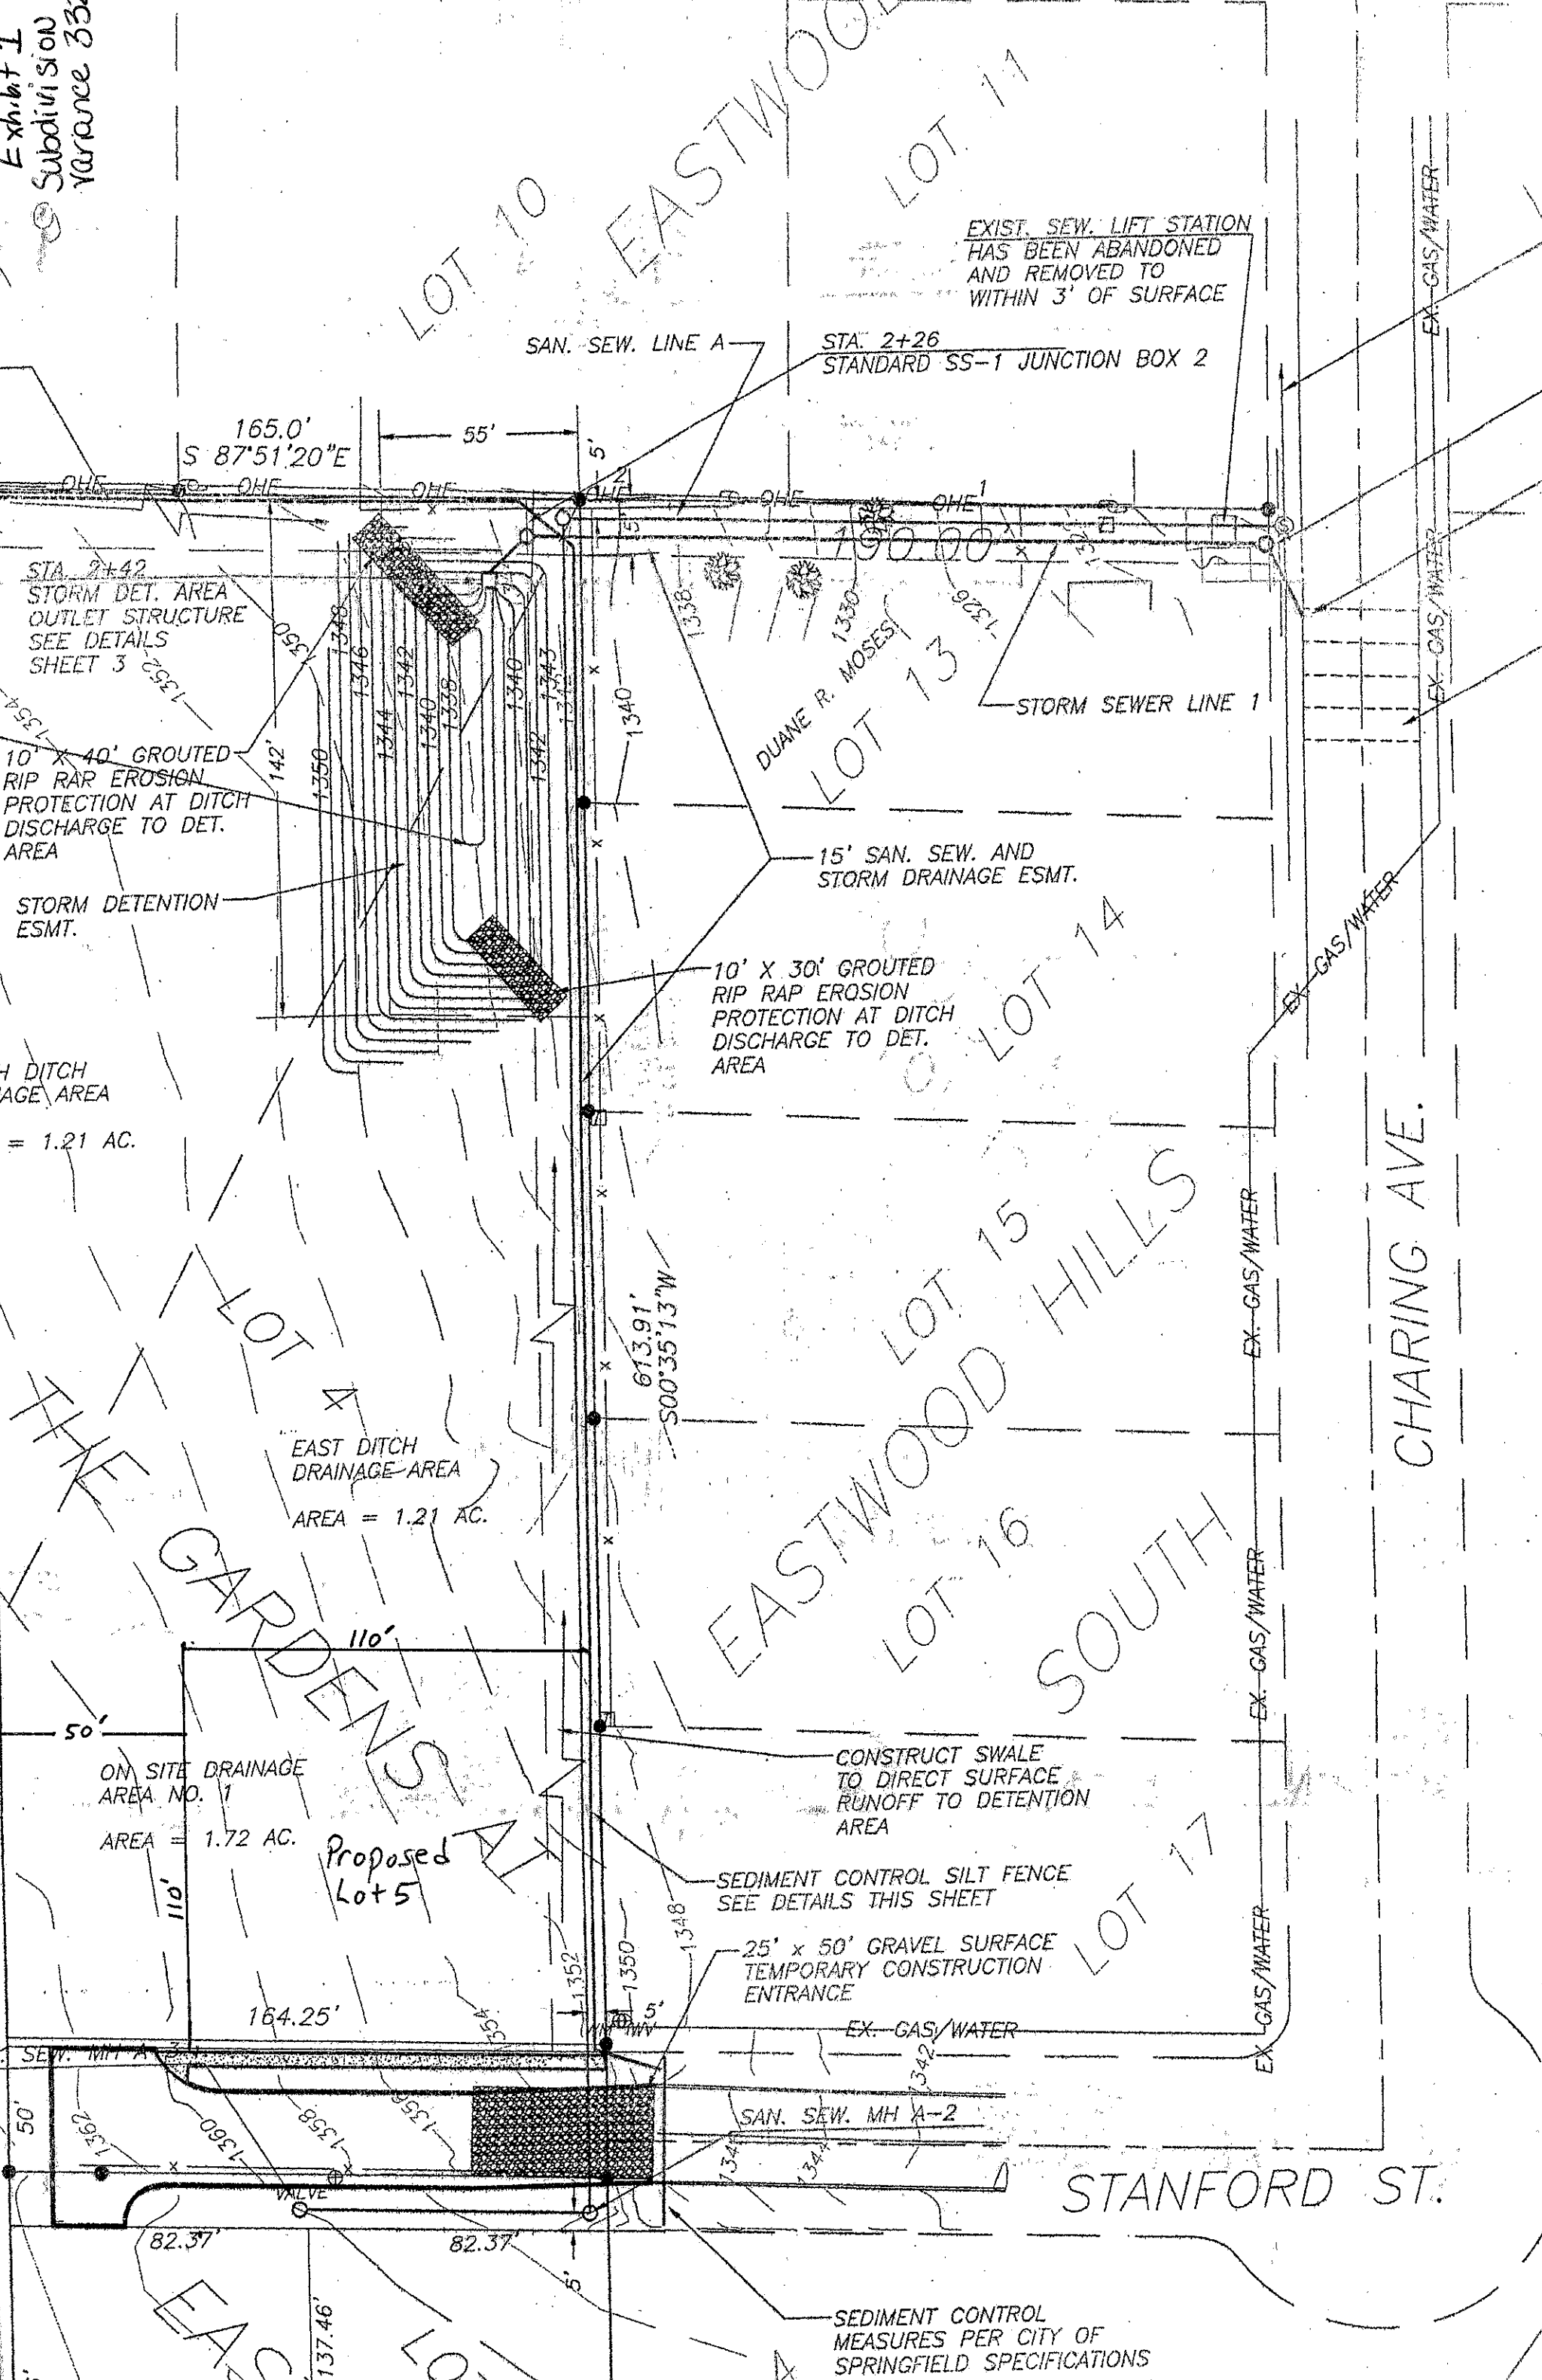 Exhibit 1
Subdivision
Variance
LOT 10
LOT 11
EXIST. SEW. LIFT STATION
HAS BEEN ABANDONED
AND REMOVED TO
WITHIN 3' OF SURFACE
EX. GAS/WATER
SAN. SEW. LINE A
STA. 2+26
STANDARD SS-1 JUNCTION BOX 2
165.0'
S 87°51'20"E
55'
5'
OHE
OHE
OHE
OHE
OHE
190.00
STA. 2+42
STORM DET. AREA
OUTLET STRUCTURE
SEE DETAILS
SHEET 3
1354
1352
1350
1348
1346
1344
1342
1340
1338
1340
1343
1342
1350
1340
1338
1330
1326
DUANE R. MOSES
LOT 13
STORM SEWER LINE 1
EX. GAS/WATER
10' X 40' GROUTED
RIP RAP EROSION
PROTECTION AT DITCH
DISCHARGE TO DET.
AREA
142'
15' SAN. SEW. AND
STORM DRAINAGE ESMT.
STORM DETENTION
ESMT.
10' X 30' GROUTED
RIP RAP EROSION
PROTECTION AT DITCH
DISCHARGE TO DET.
AREA
LOT 14
EX. GAS/WATER
DITCH
AREA
= 1.21 AC.
CHARING AVE.
LOT 15
EASTWOOD HILLS
SOUTH
EX. GAS/WATER
613.91'
S00°35'13"W
LOT 4
THE GARDENS AT
EAST DITCH
DRAINAGE AREA
AREA = 1.21 AC.
LOT 16
EX. GAS/WATER
110'
50'
ON SITE DRAINAGE
AREA NO. 1
AREA = 1.72 AC.
Proposed
Lot 5
110'
CONSTRUCT SWALE
TO DIRECT SURFACE
RUNOFF TO DETENTION
AREA
SEDIMENT CONTROL SILT FENCE
SEE DETAILS THIS SHEET
LOT 17
25' x 50' GRAVEL SURFACE
TEMPORARY CONSTRUCTION
ENTRANCE
EX. GAS/WATER
164.25'
1354
1352
1350
1348
5'
EX. GAS/WATER
SEW. MH A-3
50'
1362
1360
1358
1356
1342
1344
SAN. SEW. MH A-2
VALVE
STANFORD ST.
82.37'
82.37'
5'
137.46'
SEDIMENT CONTROL
MEASURES PER CITY OF
SPRINGFIELD SPECIFICATIONS